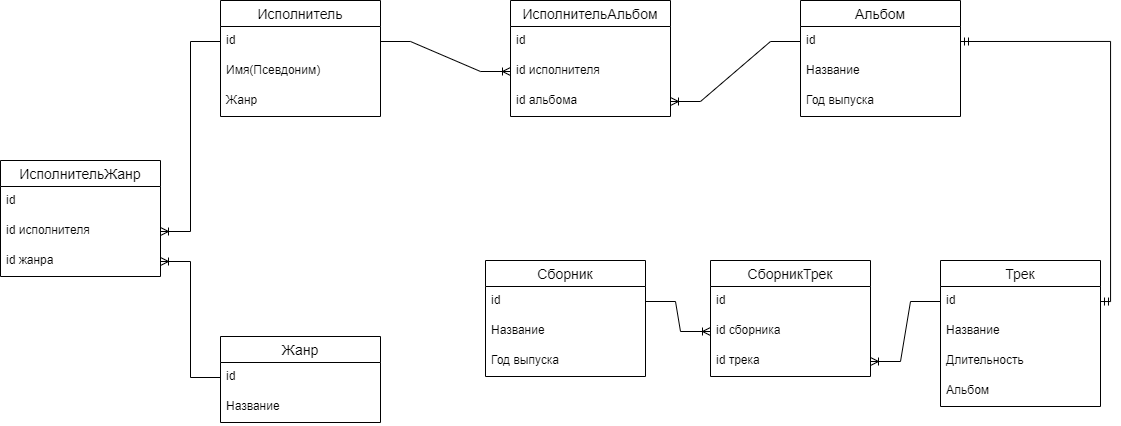 Исполнитель
id
Имя(Псевдоним)
Жанр
ИсполнительАльбом
id
id исполнителя
id альбома
Альбом
id
Название
Год выпуска
ИсполнительЖанр
id
id исполнителя
id жанра
Сборник
id
Название
Год выпуска
СборникТрек
id
id сборника
id трека
Трек
id
Название
Длительность
Альбом
Жанр
id
Название